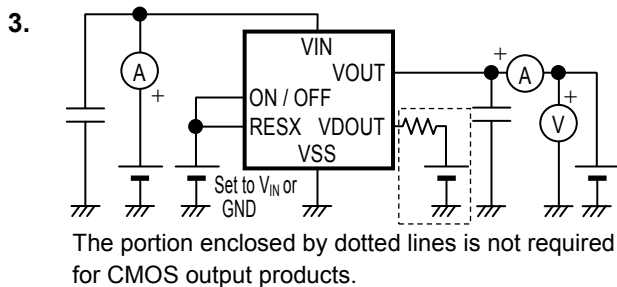 3.
VIN
VOUT
A
+
ON / OFF
RESX VDOUT
VSS
+
A
+
V
Set to VIN or
GND
The portion enclosed by dotted lines is not required
for CMOS output products.